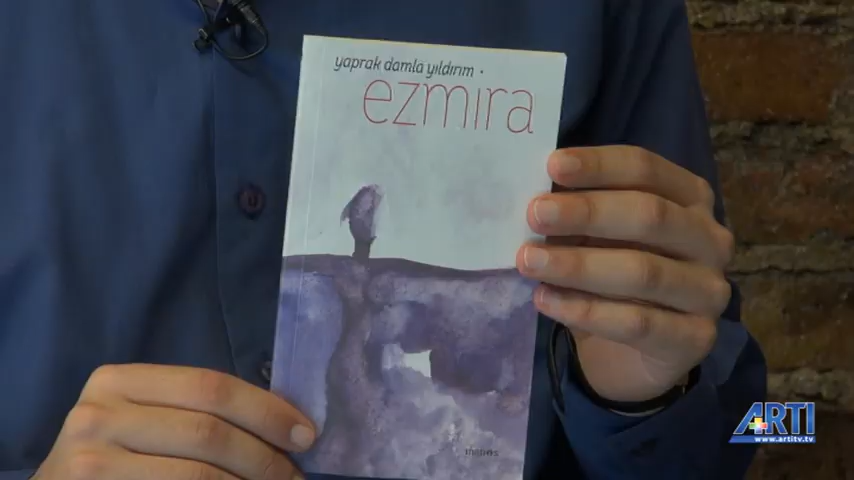 yaprak damla yıldırım •
ezmira
metis
ARTI
www.artitv.tv